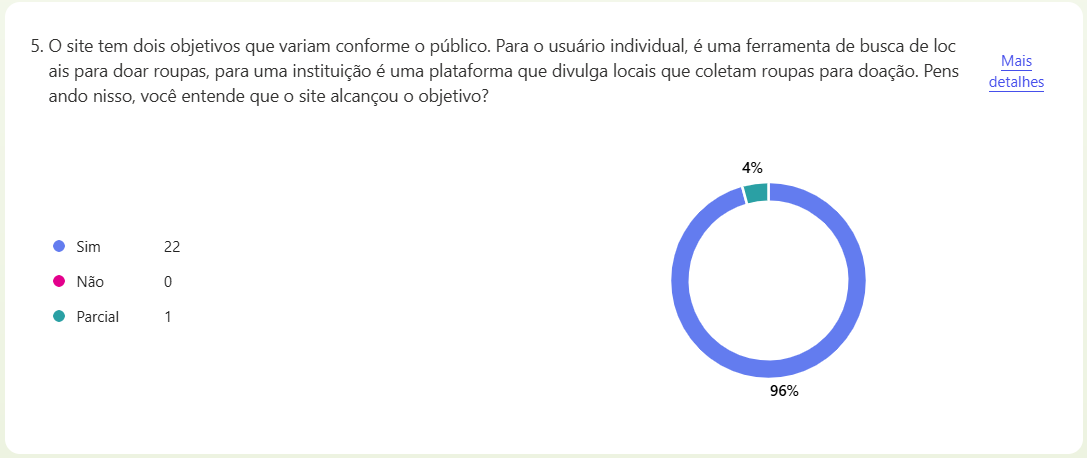 5. O site tem dois objetivos que variam conforme o público. Para o usuário individual, é uma ferramenta de busca de loc
ais para doar roupas, para uma instituição é uma plataforma que divulga locais que coletam roupas para doação. Pens
ando nisso, você entende que o site alcançou o objetivo?
Mais
detalhes
4%
Sim 22
Não 0
Parcial 1
96%